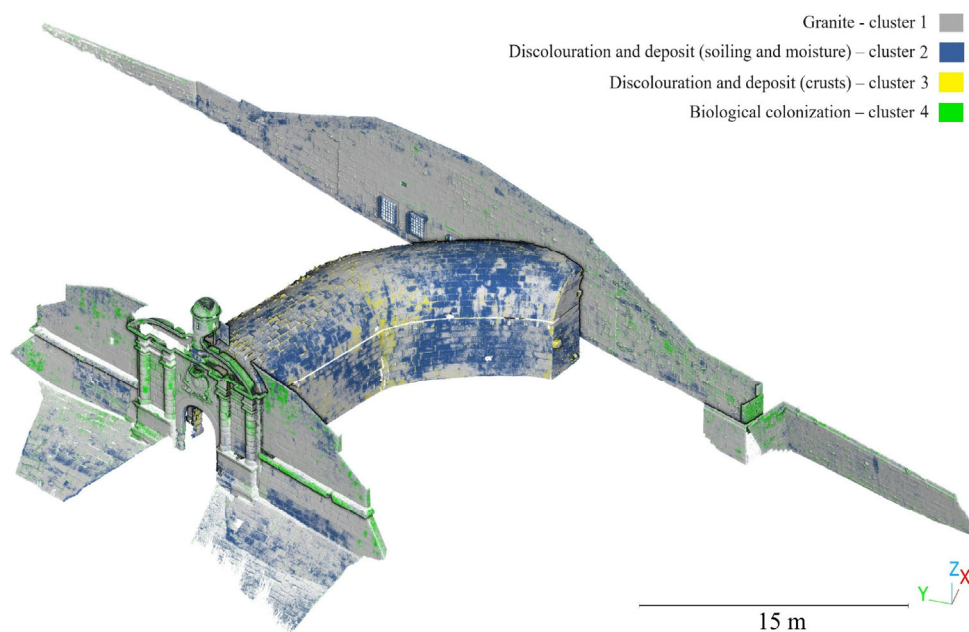 Granite - cluster 1
Discolouration and deposit (soiling and moisture) – cluster 2
Discolouration and deposit (crusts) – cluster 3
Biological colonization – cluster 4
Z
X
Y
15 m